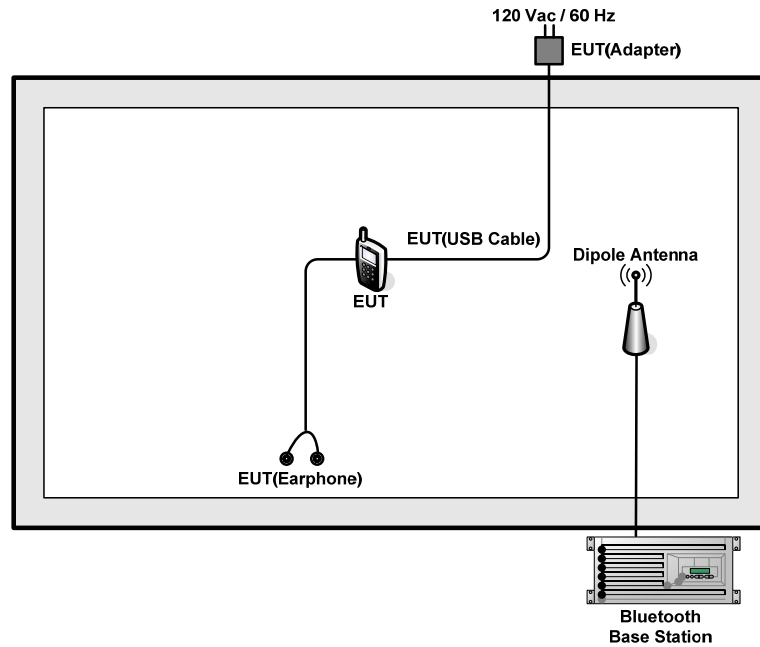 120 Vac / 60 Hz
EUT(Adapter)
EUT(USB Cable)
Dipole Antenna
EUT
EUT(Earphone)
Bluetooth
Base Station